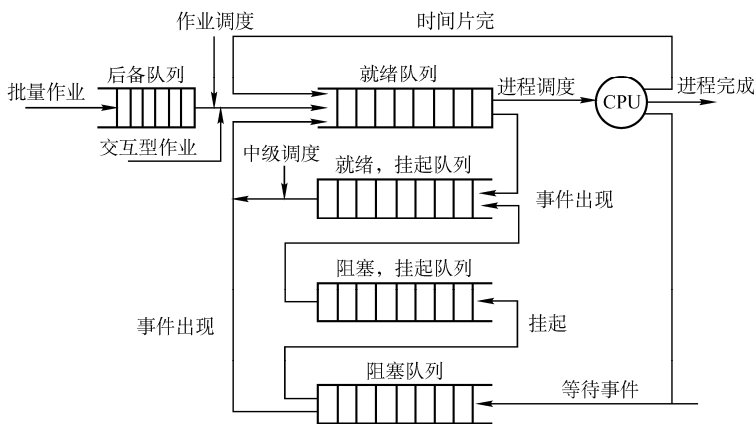 作业调度
时间片完
后备队列
就绪队列
批量作业
进程调度
CPU
进程完成
交互型作业
中级调度
就绪，挂起队列
事件出现
阻塞，挂起队列
事件出现
挂起
阻塞队列
等待事件